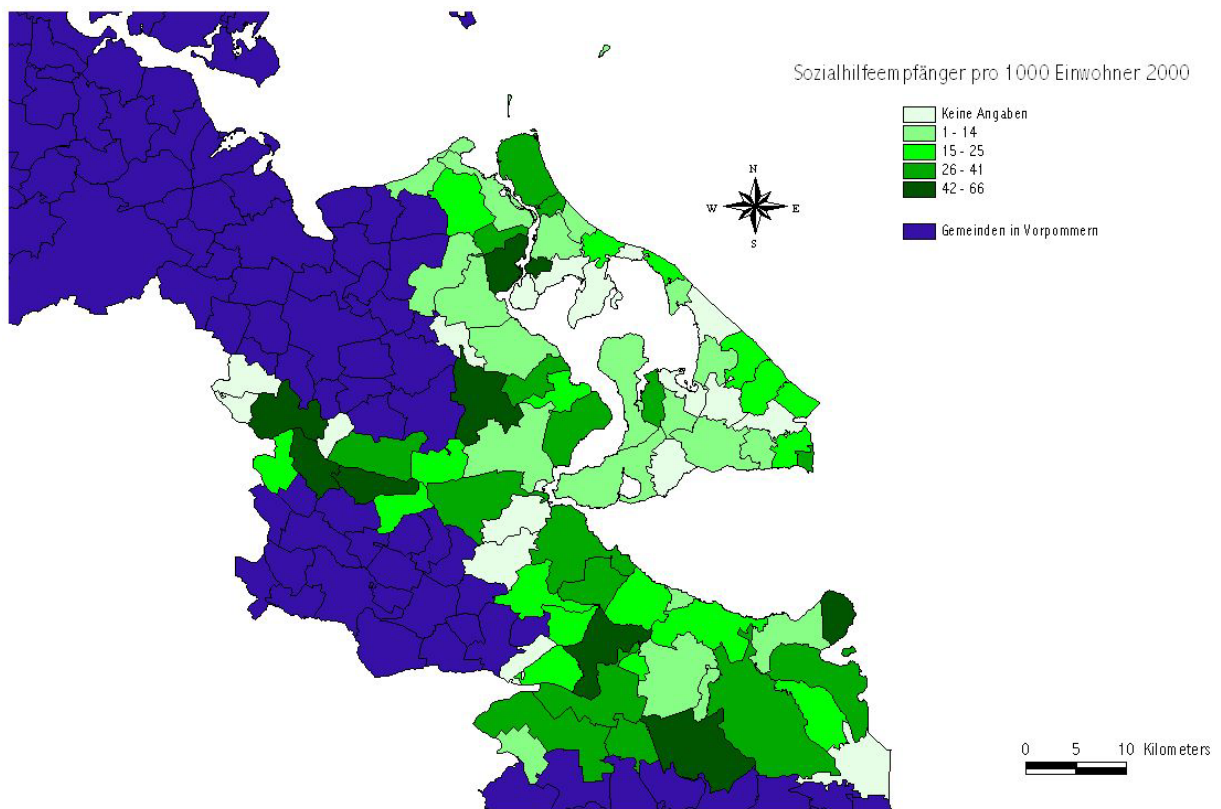 Sozialhilfeempfänger pro 1000 Einwohner 2000
Keine Angaben
1 - 14
15 - 25
26 - 41
42 - 66
Gemeinden in Vorpommern
N
W E
S
0 5 10 Kilometers